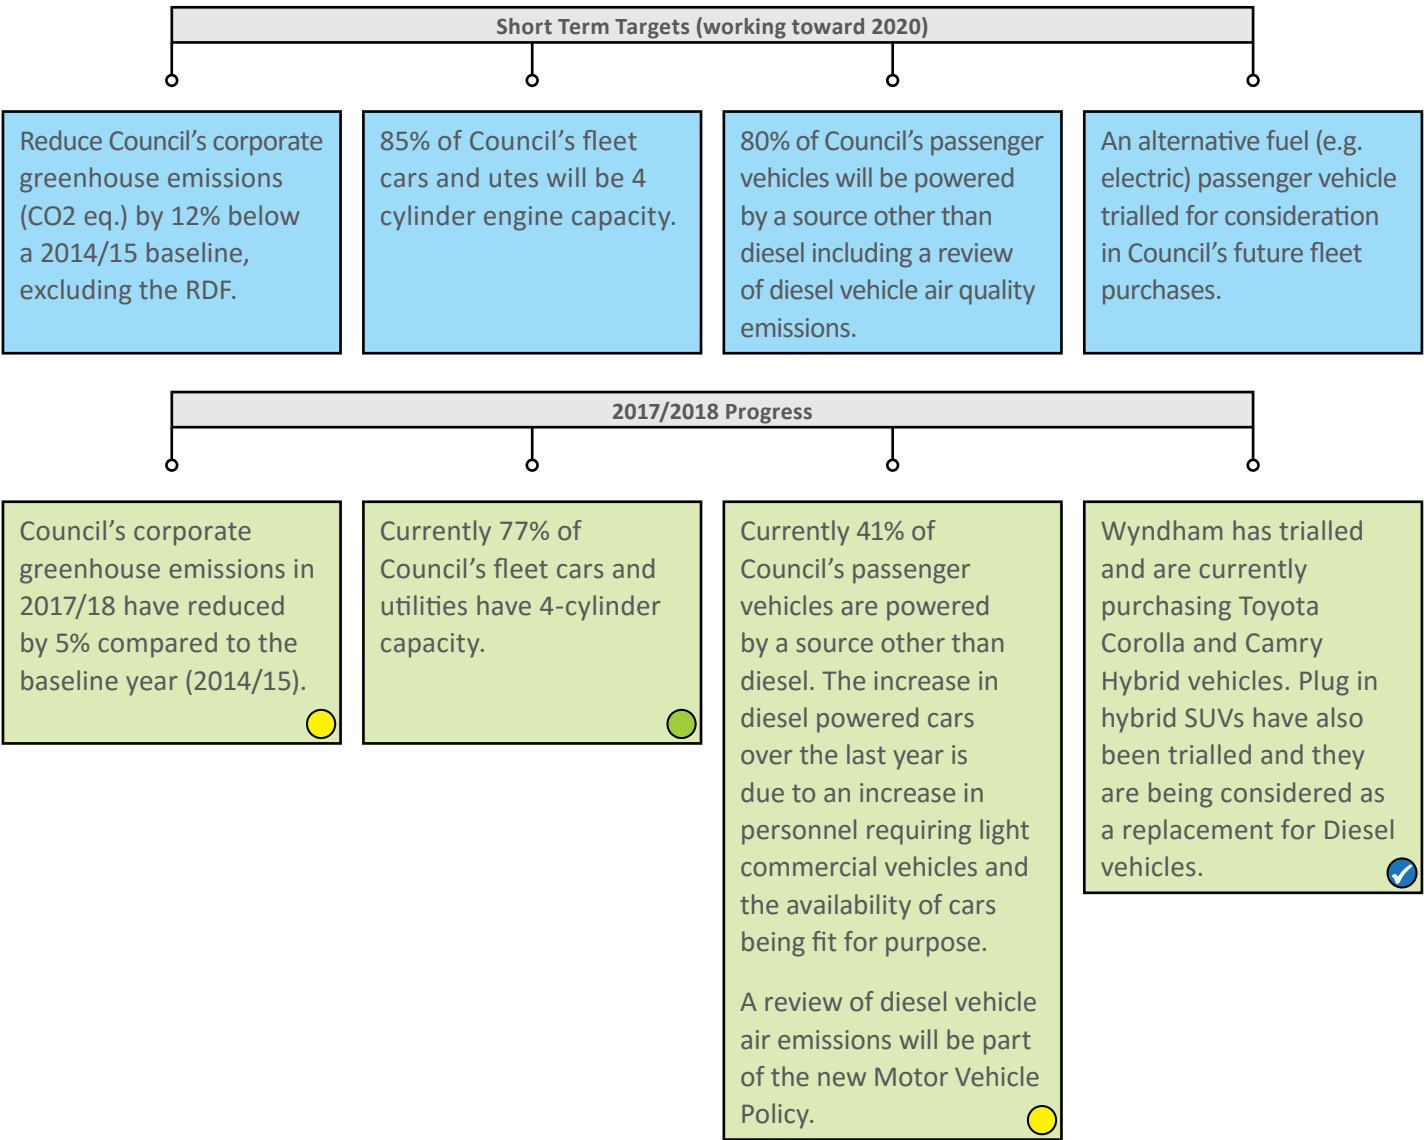 Short Term Targets (working toward 2020)
Reduce Council's corporate
greenhouse emissions
(CO2 eq.) by 12% below
a 2014/15 baseline,
excluding the RDF.
85% of Council's fleet
cars and utes will be 4
cylinder engine capacity.
80% of Council's passenger
vehicles will be powered
by a source other than
diesel including a review
of diesel vehicle air quality
emissions.
An alternative fuel (e.g.
electric) passenger vehicle
trialled for consideration
in Council's future fleet
purchases.
2017/2018 Progress
Council's corporate
greenhouse emissions in
2017/18 have reduced
by 5% compared to the
baseline year (2014/15).
Currently 77% of
Council's fleet cars and
utilities have 4-cylinder
capacity.
Currently 41% of
Council's passenger
vehicles are powered
by a source other than
diesel. The increase in
diesel powered cars
over the last year is
due to an increase in
personnel requiring light
commercial vehicles and
the availability of cars
being fit for purpose.
A review of diesel vehicle
air emissions will be part
of the new Motor Vehicle
Policy.
Wyndham has trialled
and are currently
purchasing Toyota
Corolla and Camry
Hybrid vehicles. Plug in
hybrid SUVs have also
been trialled and they
are being considered as
a replacement for Diesel
vehicles.